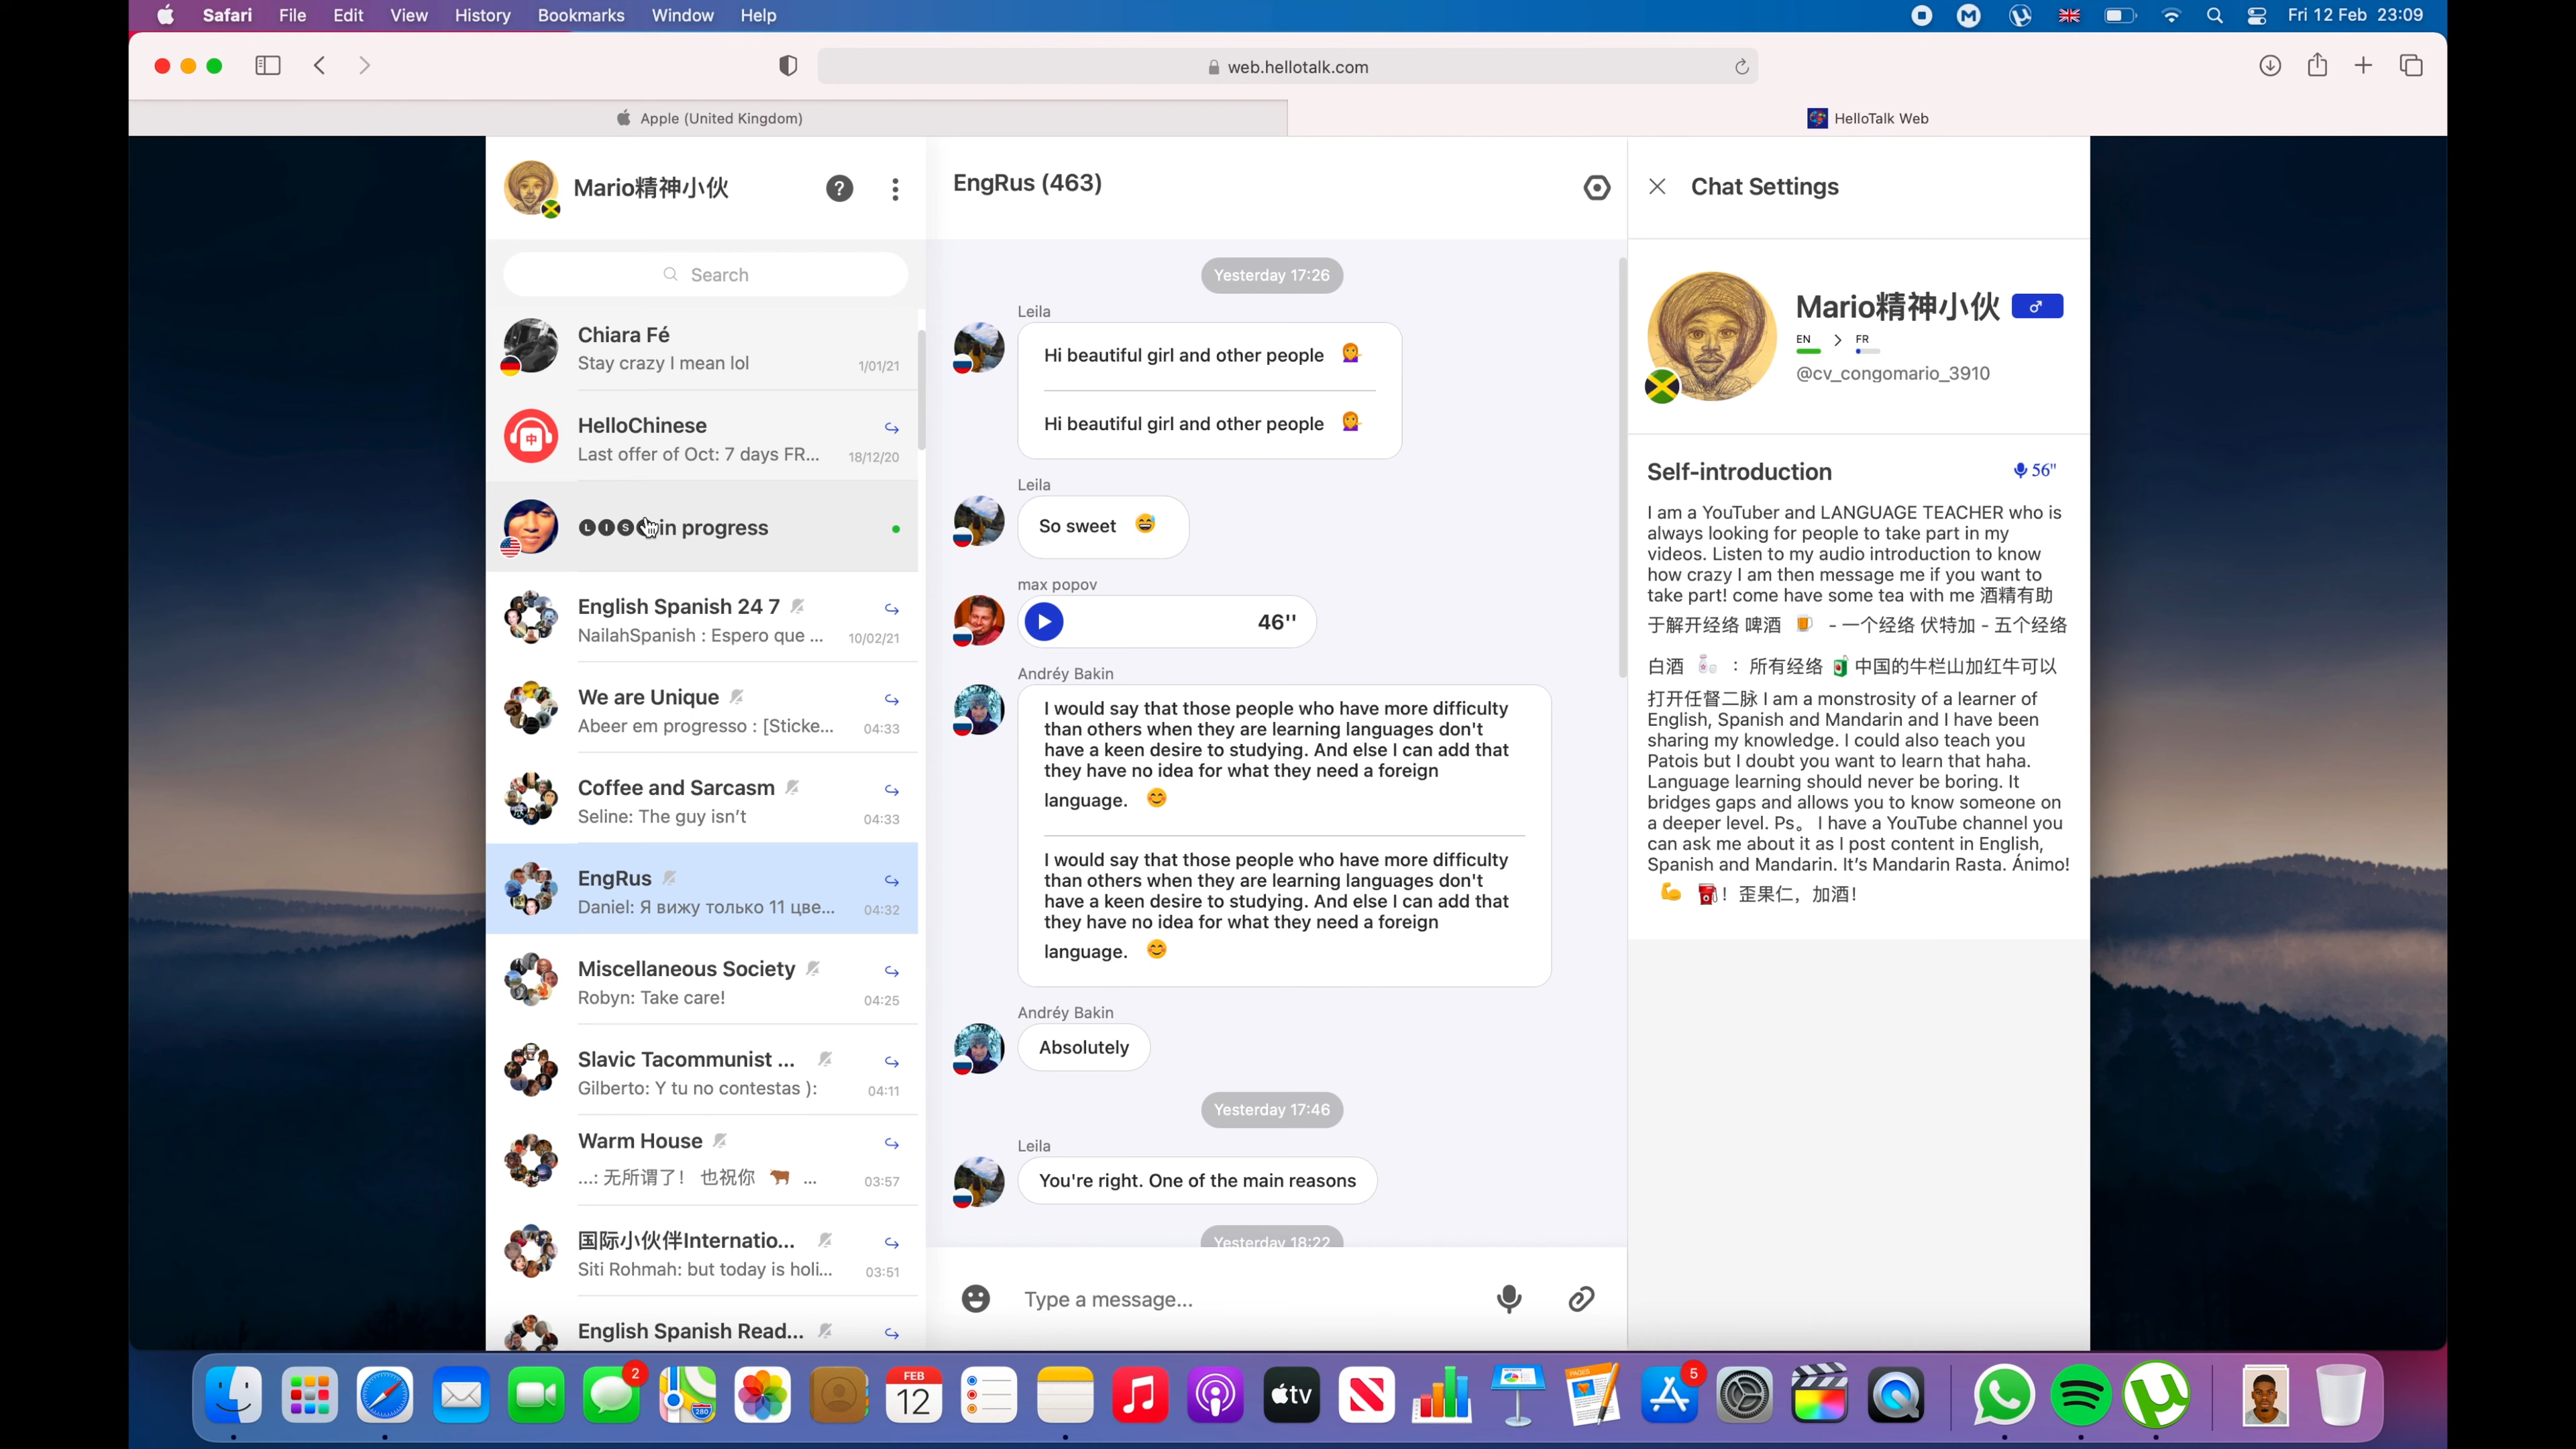 Safari File Edit View History Bookmarks Window Help
Fri 12 Feb 23:09
web.hellotalk.com
Apple (United Kingdom)
HelloTalk Web
Mario精神小伙
?
Search
Chiara Fé
Stay crazy I mean lol
1/01/21
HelloChinese
Last offer of Oct: 7 days FR...
18/12/20
in progress
English Spanish 24 7
NailahSpanish : Espero que ...
10/02/21
We are Unique
Abeer em progresso : [Sticke...
04:33
Coffee and Sarcasm
Seline: The guy isn’t
04:33
EngRus
Daniel: Я вижу только 11 цве...
04:32
Miscellaneous Society
Robyn: Take care!
04:25
Slavic Tacommunist ...
Gilberto: Y tu no contestas ):
04:11
Warm House
...: 无所谓了！ 也祝你 🐂 ...
03:57
国际小伙伴Internatio...
Siti Rohmah: but today is holi...
03:51
English Spanish Read...
EngRus (463)
Yesterday 17:26
Leila
Hi beautiful girl and other people 💁‍♀️
Hi beautiful girl and other people 💁‍♀️
Leila
So sweet 😅
max popov
46''
Andréy Bakin
I would say that those people who have more difficulty
than others when they are learning languages don't
have a keen desire to studying. And else I can add that
they have no idea for what they need a foreign
language. 😊
I would say that those people who have more difficulty
than others when they are learning languages don't
have a keen desire to studying. And else I can add that
they have no idea for what they need a foreign
language. 😊
Andréy Bakin
Absolutely
Yesterday 17:46
Leila
You're right. One of the main reasons
Yesterday 18:22
Type a message...
Chat Settings
Mario精神小伙 ♂
EN > FR
@cv_congomario_3910
Self-introduction
56"
I am a YouTuber and LANGUAGE TEACHER who is
always looking for people to take part in my
videos. Listen to my audio introduction to know
how crazy I am then message me if you want to
take part! come have some tea with me 酒精有助
于解开经络 啤酒 🍺 - 一个经络 伏特加 - 五个经络
白酒 🍶 ： 所有经络 🧃 中国的牛栏山加红牛可以
打开任督二脉 I am a monstrosity of a learner of
English, Spanish and Mandarin and I have been
sharing my knowledge. I could also teach you
Patois but I doubt you want to learn that haha.
Language learning should never be boring. It
bridges gaps and allows you to know someone on
a deeper level. Ps。 I have a YouTube channel you
can ask me about it as I post content in English,
Spanish and Mandarin. It’s Mandarin Rasta. Ánimo!
💪 ⛽! 歪果仁，加酒！
2
FEB
12
tv
5